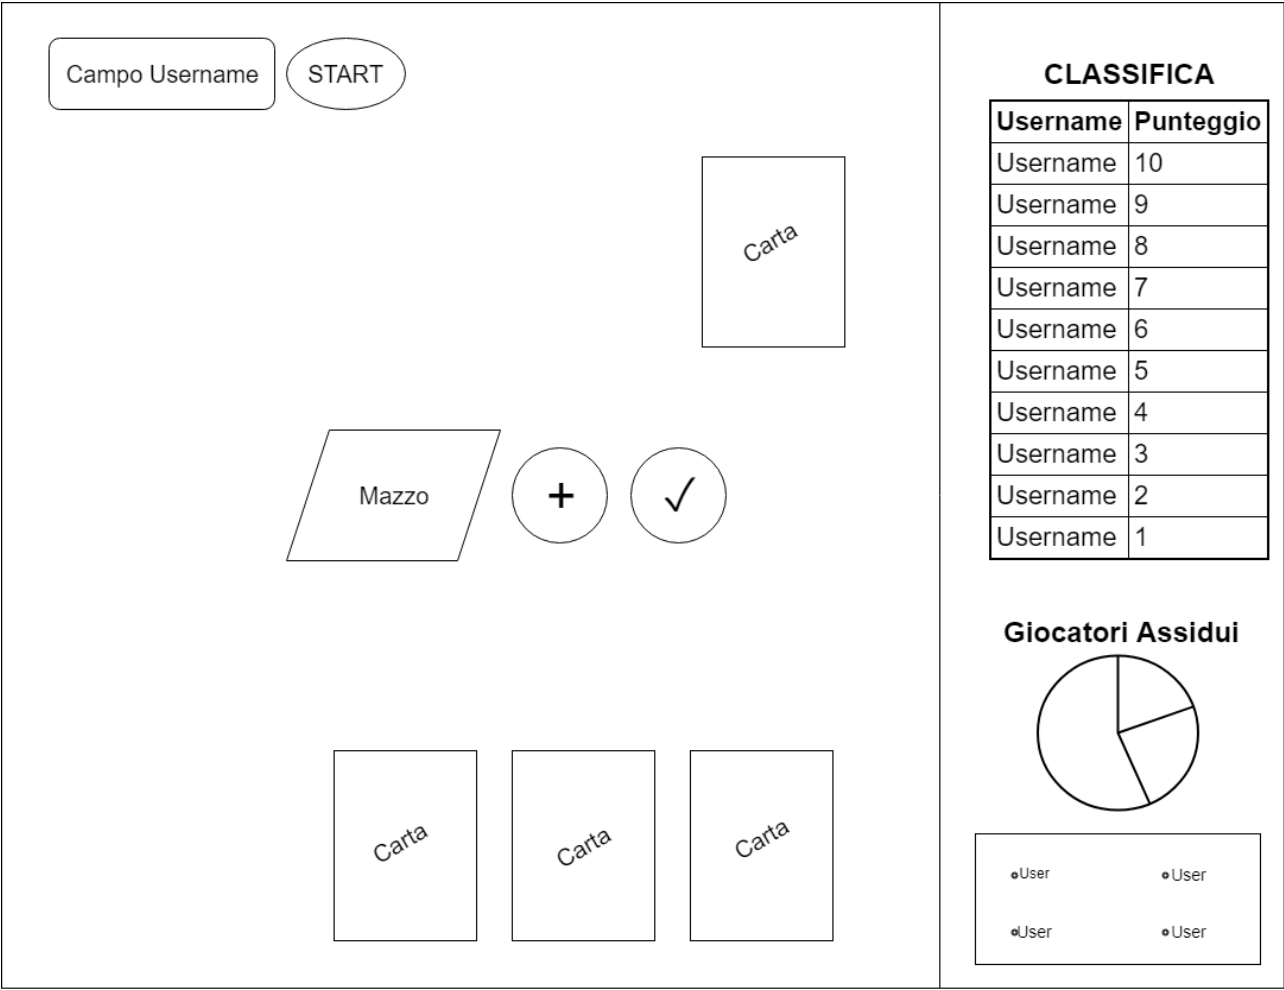 Campo Username
START
Carta
Mazzo
+
✓
Carta
Carta
Carta
CLASSIFICA
Username Punteggio
Username 10
Username 9
Username 8
Username 7
Username 6
Username 5
Username 4
Username 3
Username 2
Username 1
Giocatori Assidui
User User
User User